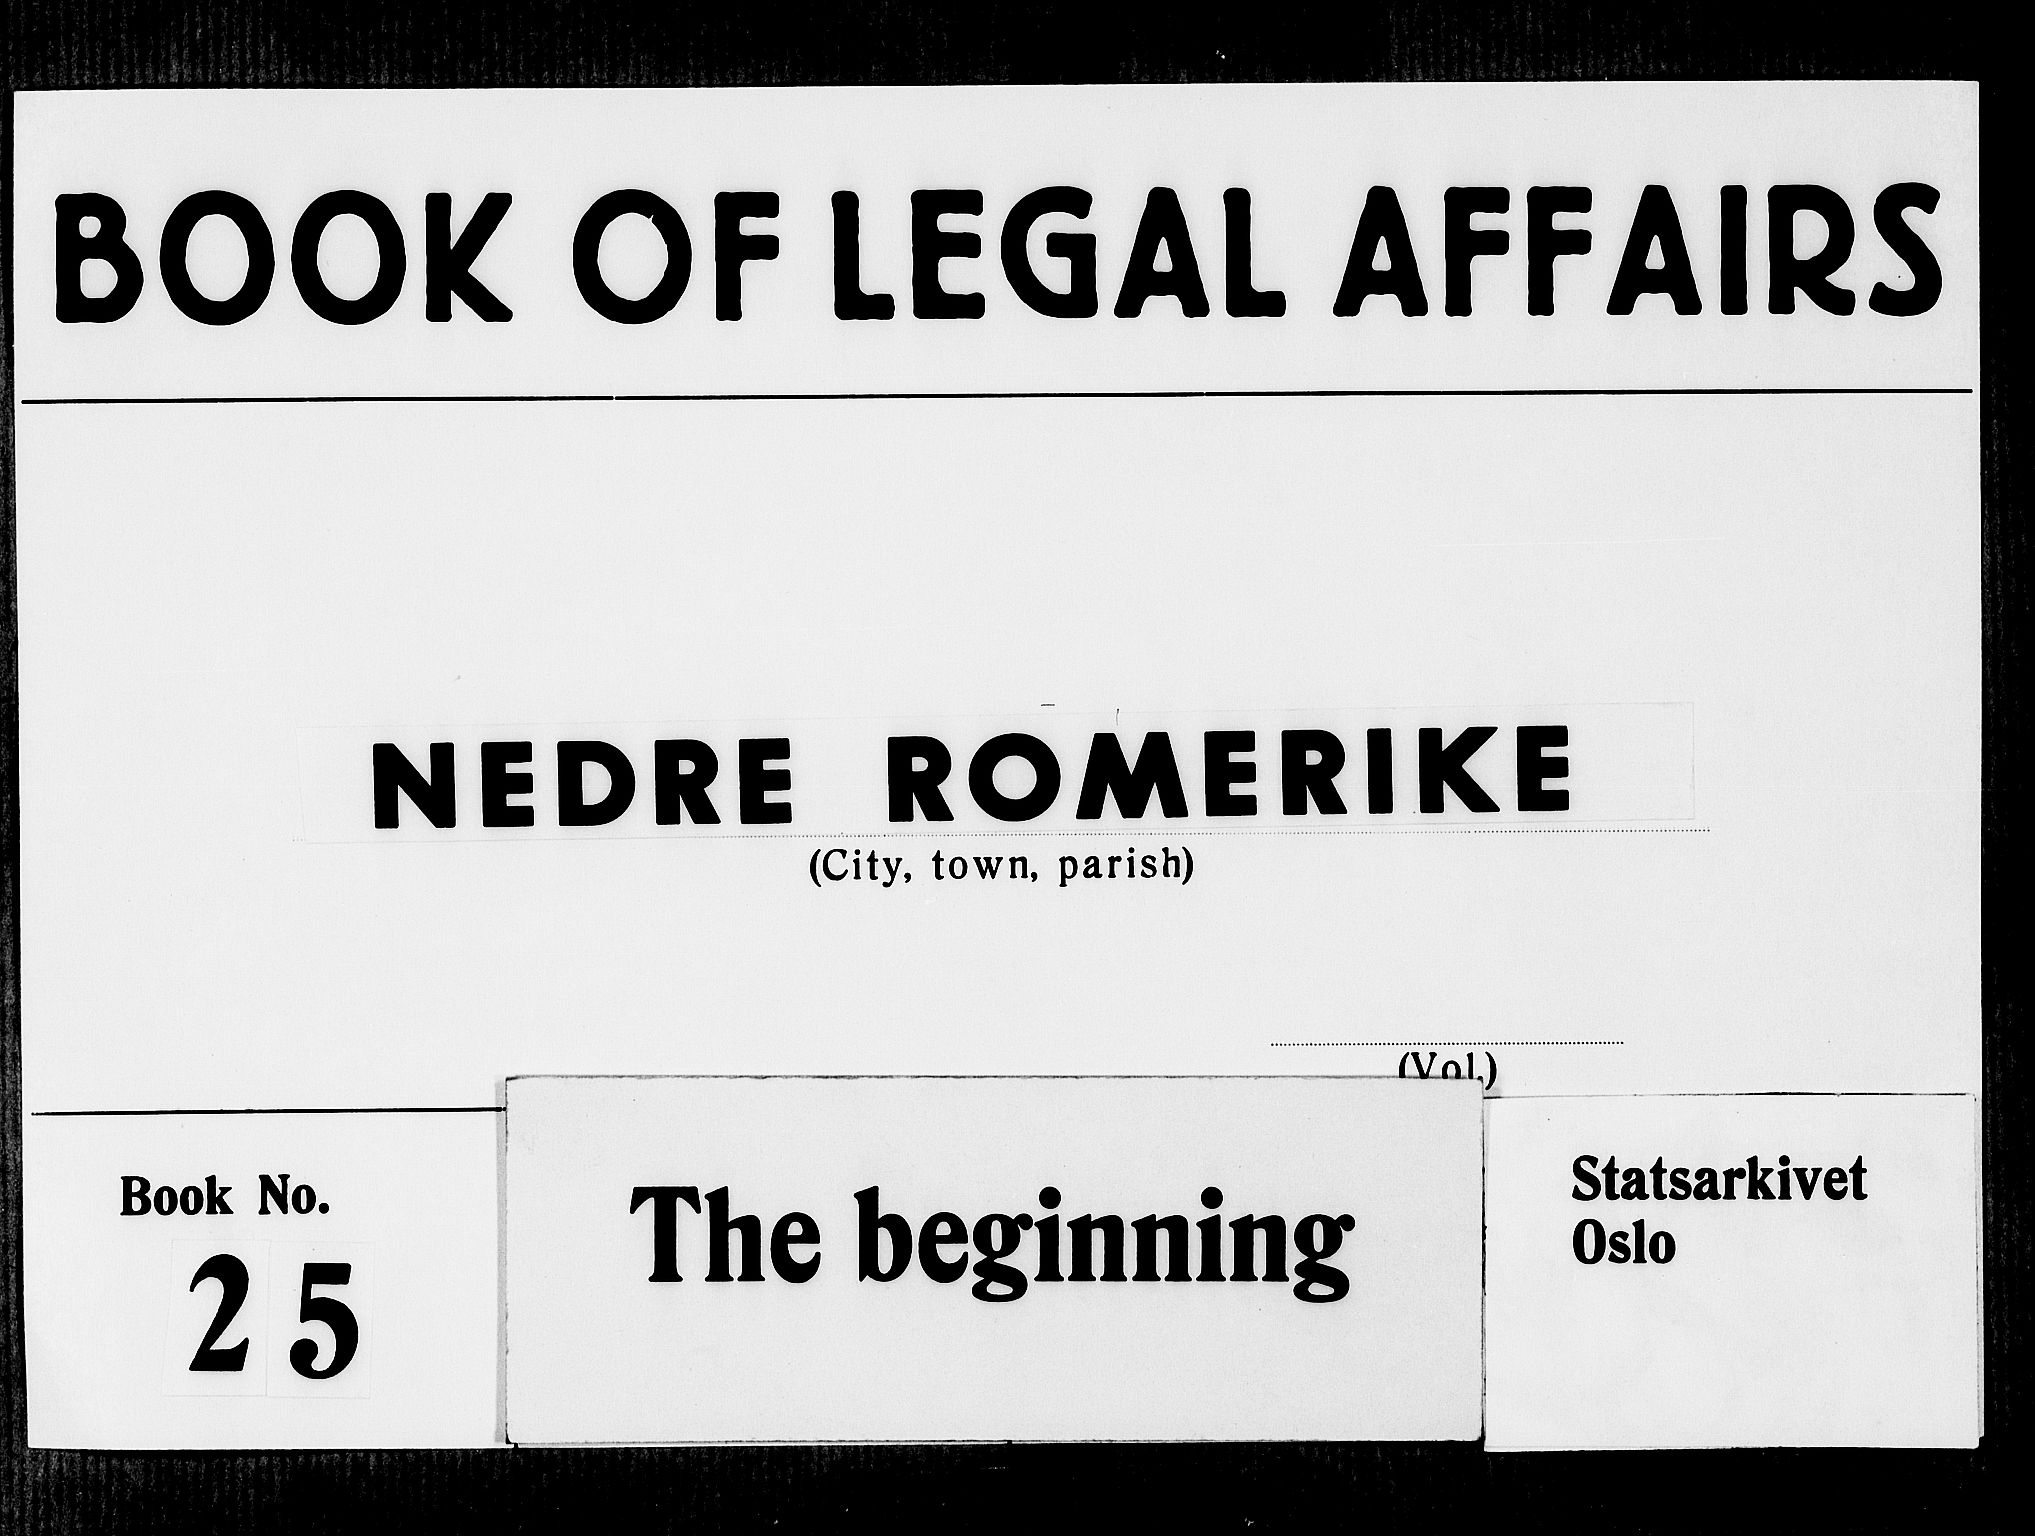 BOOK OF LEGAL AFFAIRS
NEDRE ROMERIKE
(City, town, parish)
(Vol.)
Book No.
25
The beginning
Statsarkivet
Oslo